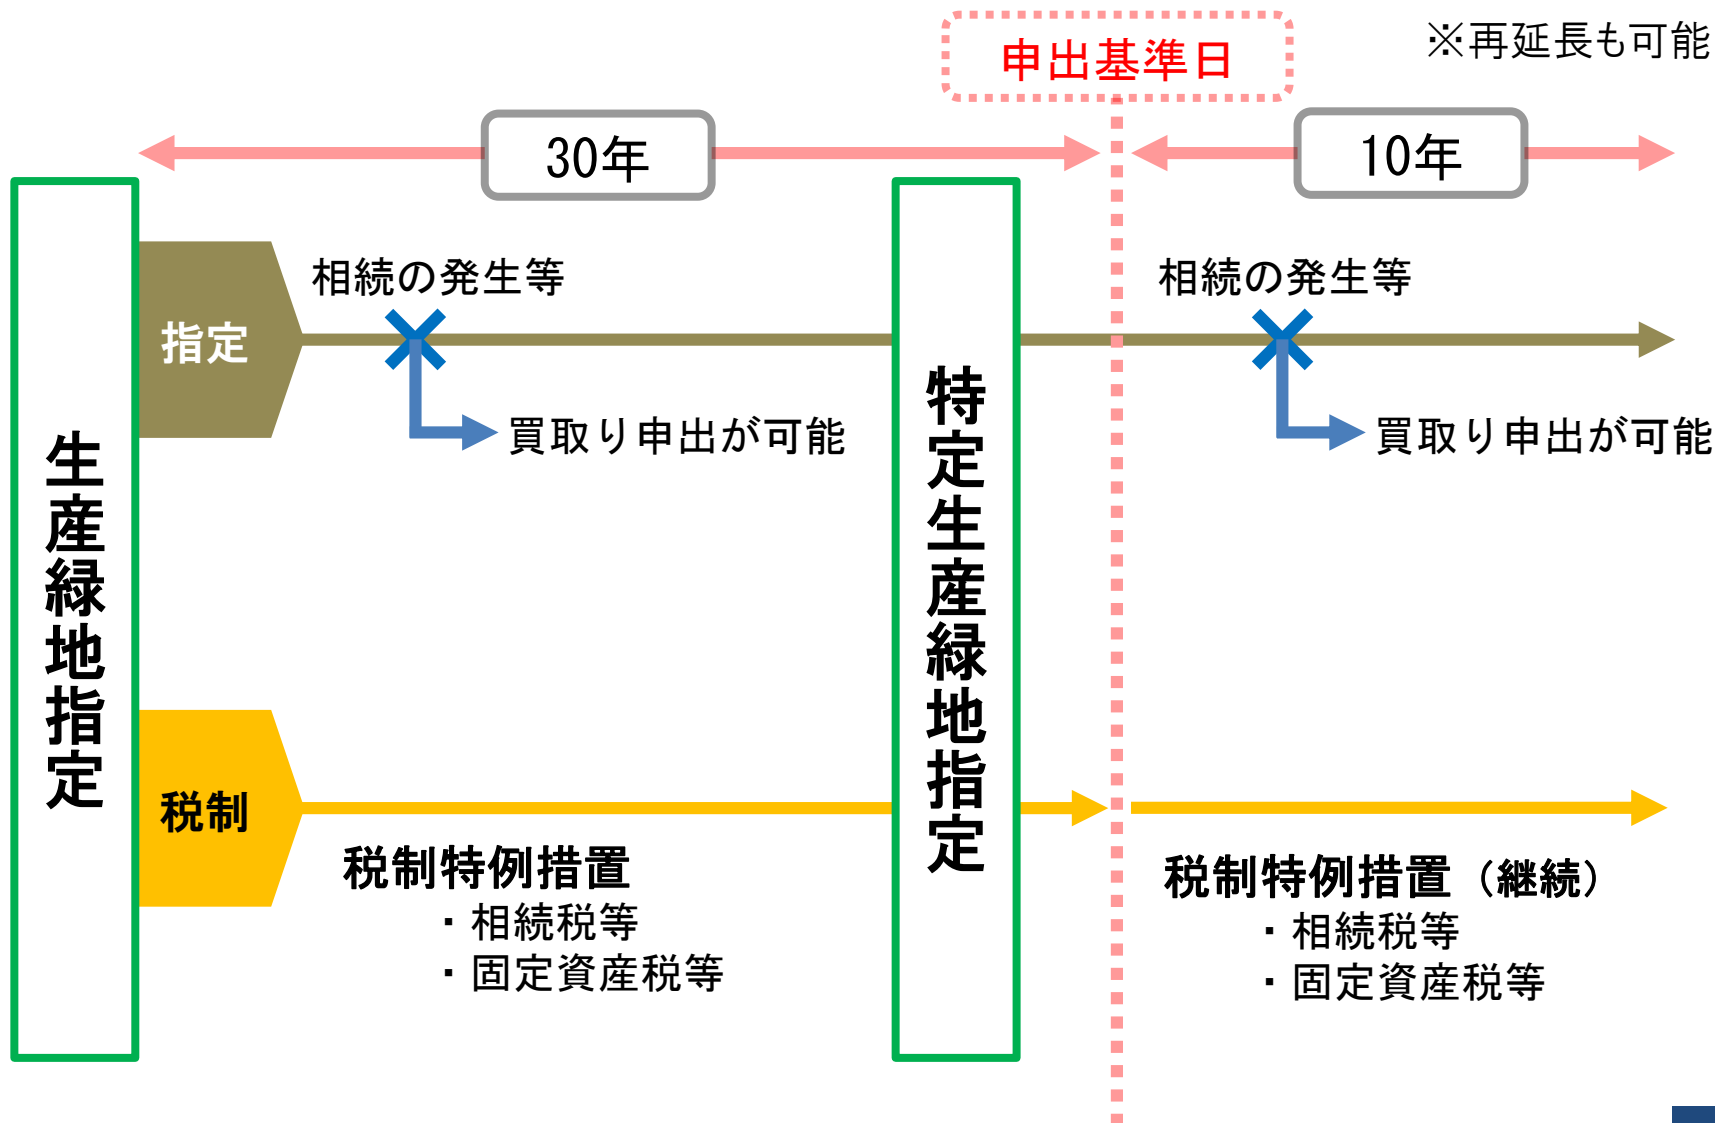 申出基準日
※再延長も可能
30年
10年
生産緑地指定
指定
相続の発生等
買取り申出が可能
特定生産緑地指定
相続の発生等
買取り申出が可能
税制
税制特例措置
・相続税等
・固定資産税等
税制特例措置（継続）
・相続税等
・固定資産税等